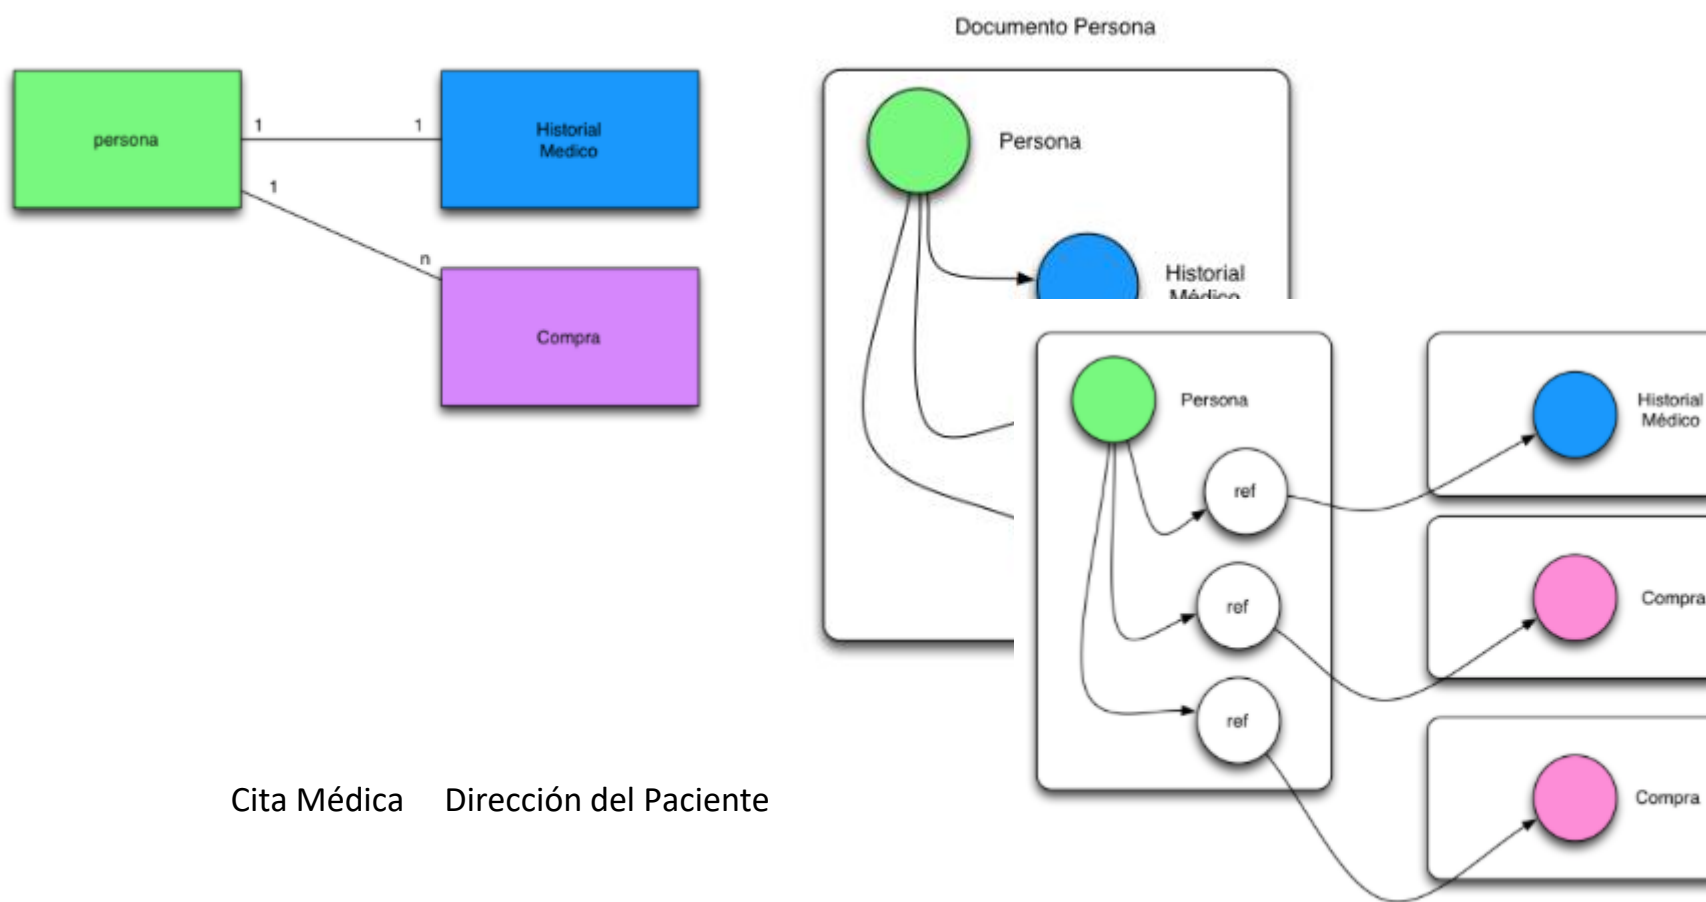 Documento Persona
persona
1
1
Historial
Medico
1
n
Compra
Persona
Historial
Médico
Persona
ref
ref
ref
Historial
Médico
Compra
Compra
Cita Médica Dirección del Paciente